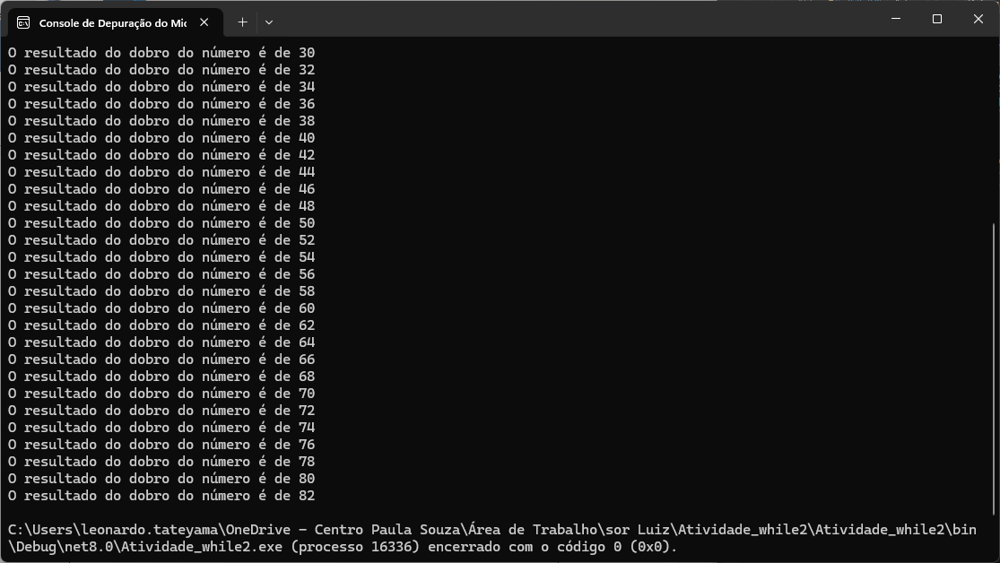 Console de Depuração do Mic
O resultado do dobro do número é de 30
O resultado do dobro do número é de 32
O resultado do dobro do número é de 34
O resultado do dobro do número é de 36
O resultado do dobro do número é de 38
O resultado do dobro do número é de 40
O resultado do dobro do número é de 42
O resultado do dobro do número é de 44
O resultado do dobro do número é de 46
O resultado do dobro do número é de 48
O resultado do dobro do número é de 50
O resultado do dobro do número é de 52
O resultado do dobro do número é de 54
O resultado do dobro do número é de 56
O resultado do dobro do número é de 58
O resultado do dobro do número é de 60
O resultado do dobro do número é de 62
O resultado do dobro do número é de 64
O resultado do dobro do número é de 66
O resultado do dobro do número é de 68
O resultado do dobro do número é de 70
O resultado do dobro do número é de 72
O resultado do dobro do número é de 74
O resultado do dobro do número é de 76
O resultado do dobro do número é de 78
O resultado do dobro do número é de 80
O resultado do dobro do número é de 82
C:\Users\leonardo.tateyama\OneDrive - Centro Paula Souza\Área de Trabalho\sor Luiz\Atividade_while2\Atividade_while2\bin
\Debug\net8.0\Atividade_while2.exe (processo 16336) encerrado com o código 0 (0x0).